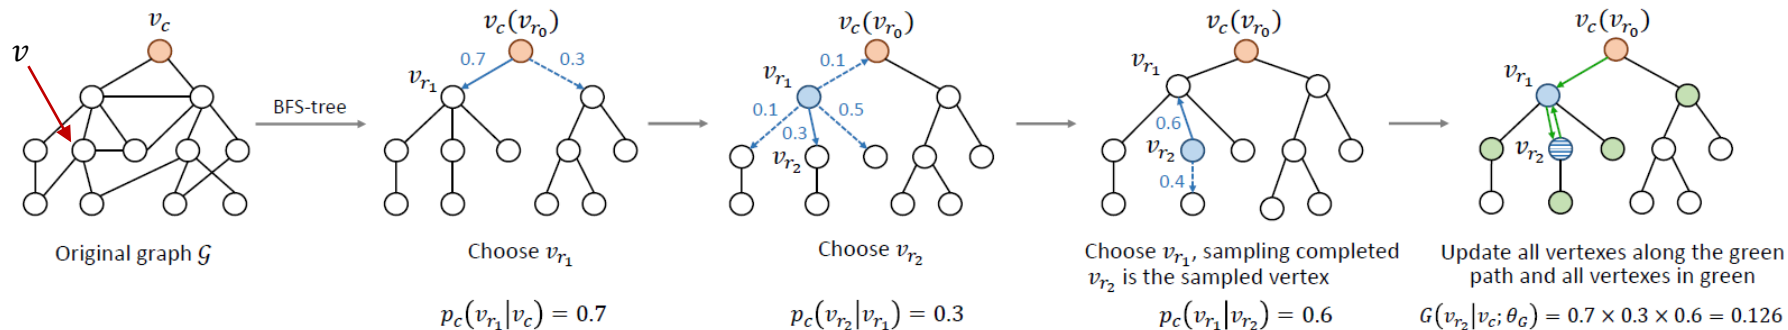 v_c
v
BFS-tree
Original graph 𝒢
v_c(v_{r_0})
0.7
0.3
v_{r_1}
Choose v_{r_1}
p_c(v_{r_1}|v_c) = 0.7
v_c(v_{r_0})
0.1
v_{r_1}
0.1
0.5
0.3
v_{r_2}
Choose v_{r_2}
p_c(v_{r_2}|v_{r_1}) = 0.3
v_c(v_{r_0})
v_{r_1}
0.6
v_{r_2}
0.4
Choose v_{r_1}, sampling completed
v_{r_2} is the sampled vertex
p_c(v_{r_1}|v_{r_2}) = 0.6
v_c(v_{r_0})
v_{r_1}
v_{r_2}
Update all vertexes along the green
path and all vertexes in green
G(v_{r_2}|v_c; θ_G) = 0.7 × 0.3 × 0.6 = 0.126